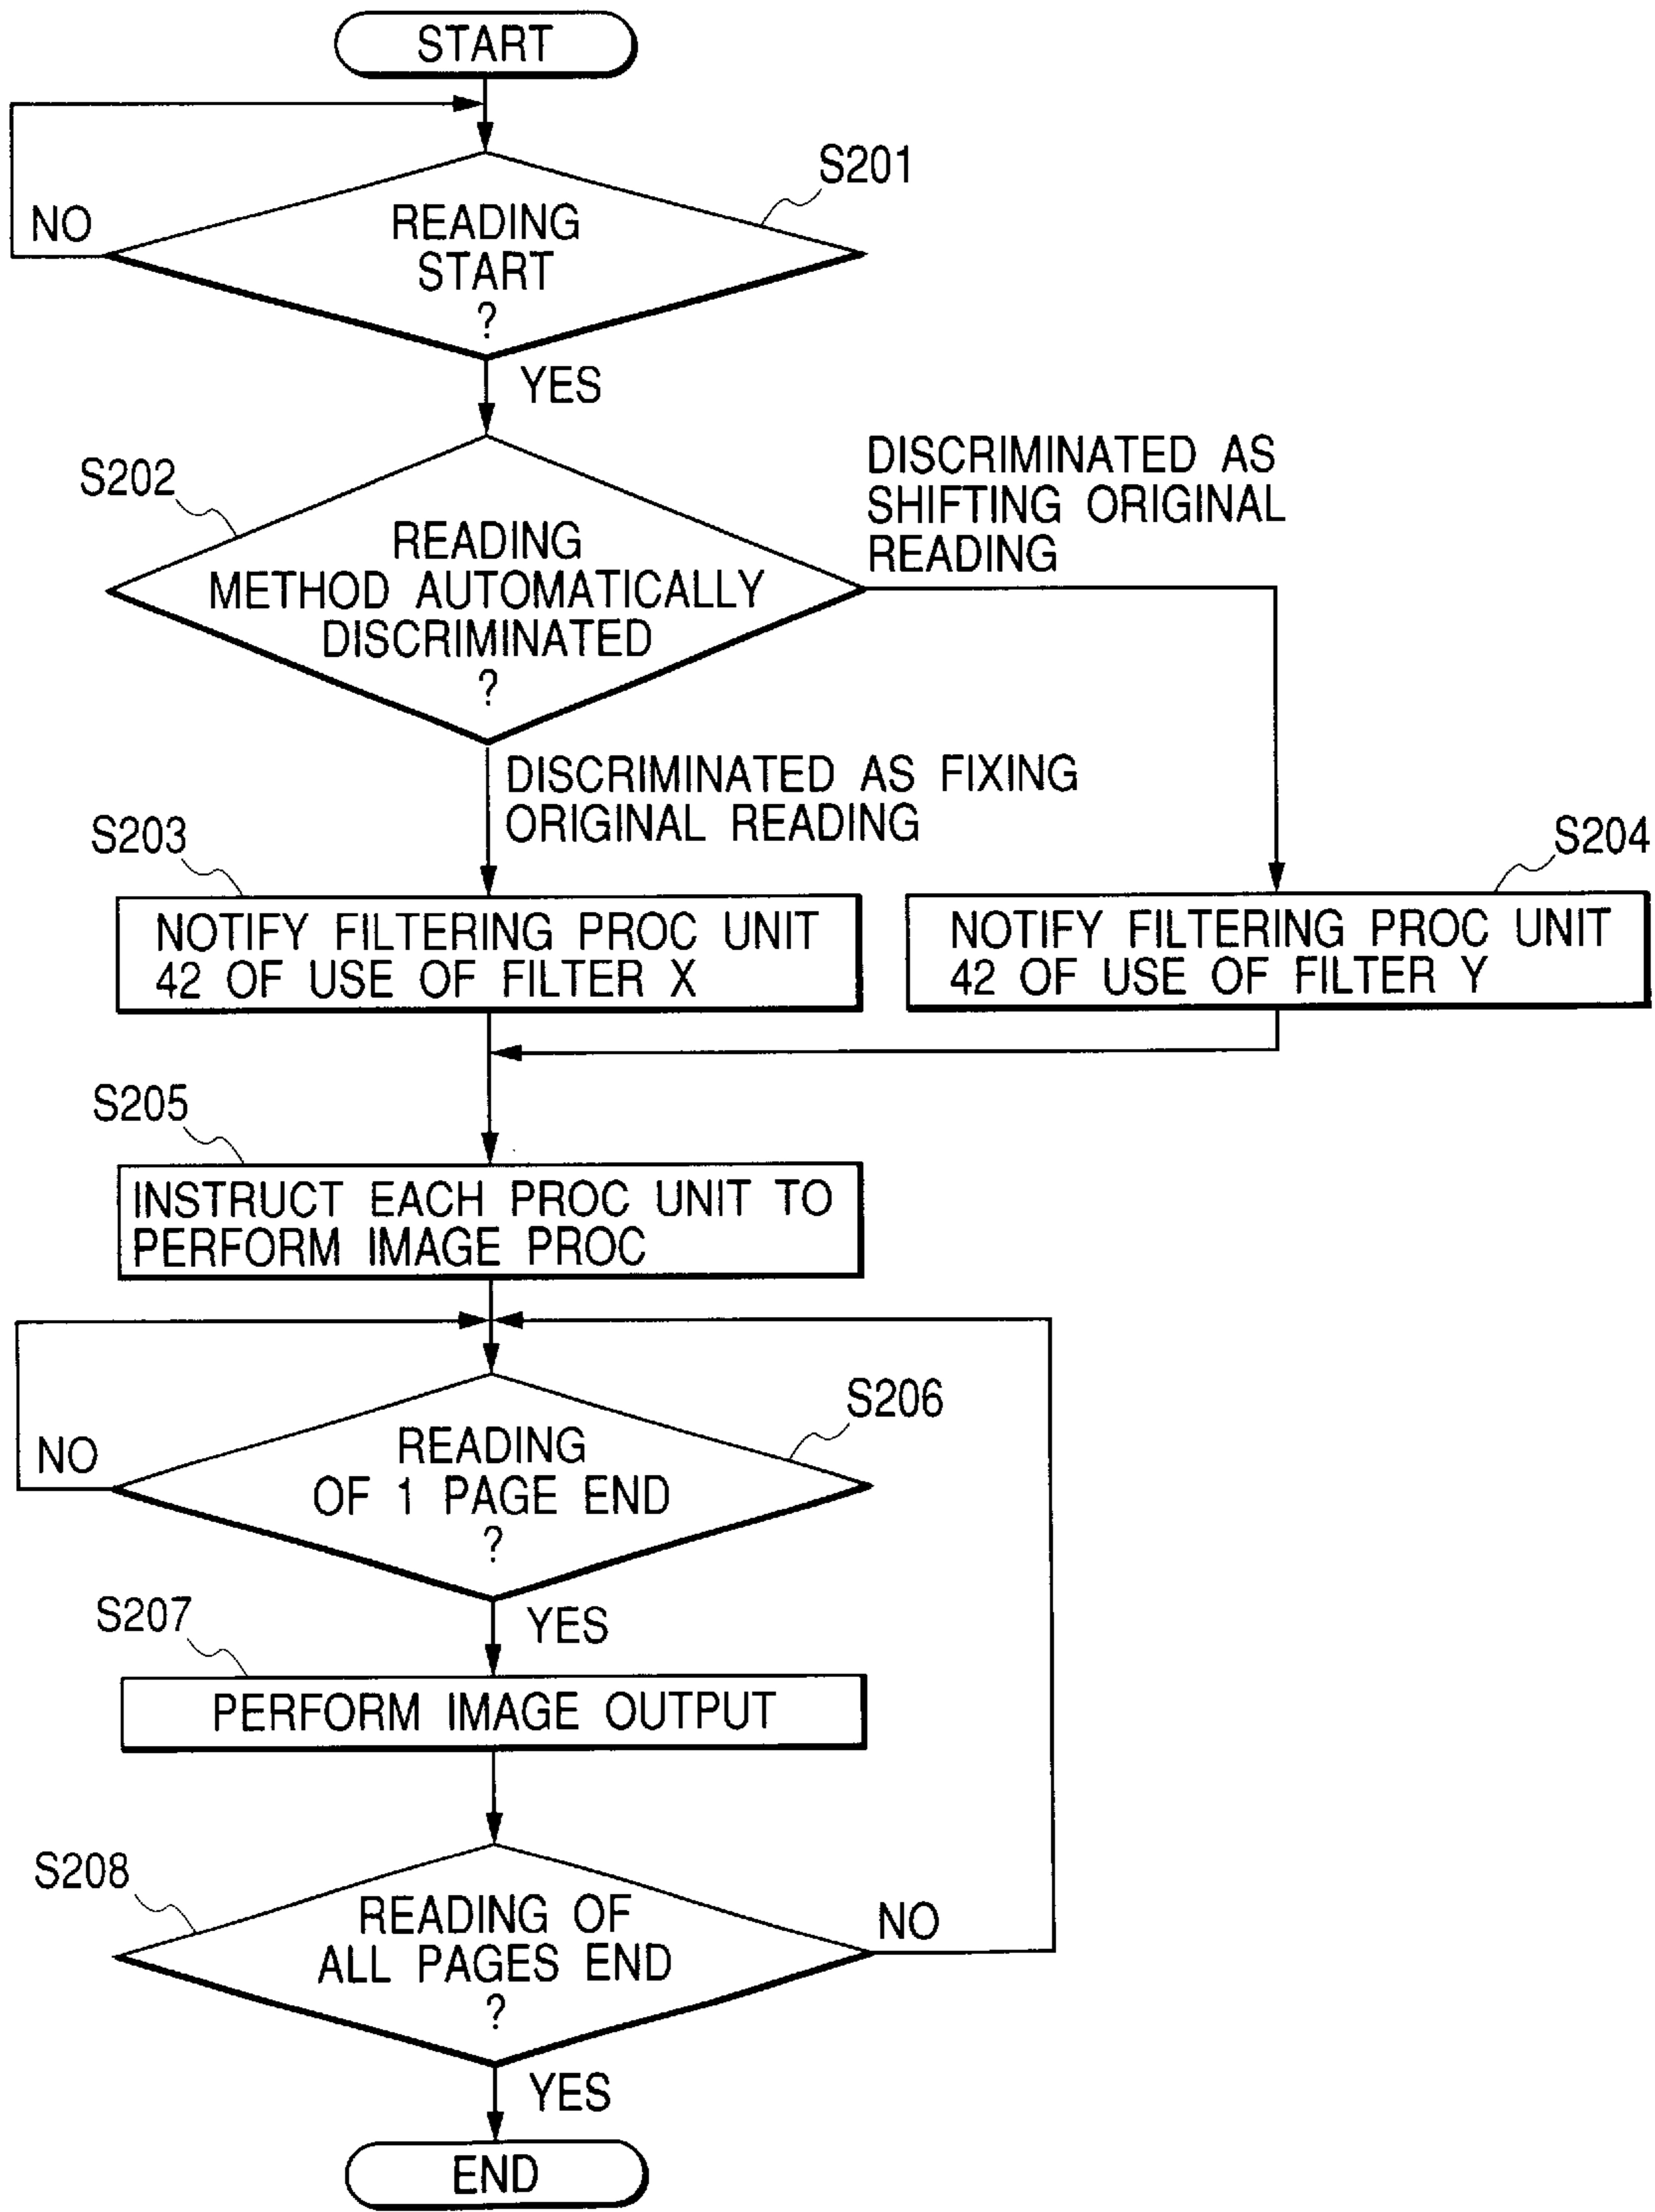 START
S201
NO
READING
START
?
YES
S202
DISCRIMINATED AS
SHIFTING ORIGINAL
READING
READING
METHOD AUTOMATICALLY
DISCRIMINATED
?
DISCRIMINATED AS FIXING
ORIGINAL READING
S203
S204
NOTIFY FILTERING PROC UNIT
42 OF USE OF FILTER X
NOTIFY FILTERING PROC UNIT
42 OF USE OF FILTER Y
S205
INSTRUCT EACH PROC UNIT TO
PERFORM IMAGE PROC
S206
NO
READING
OF 1 PAGE END
?
YES
S207
PERFORM IMAGE OUTPUT
S208
READING OF
ALL PAGES END
?
NO
YES
END